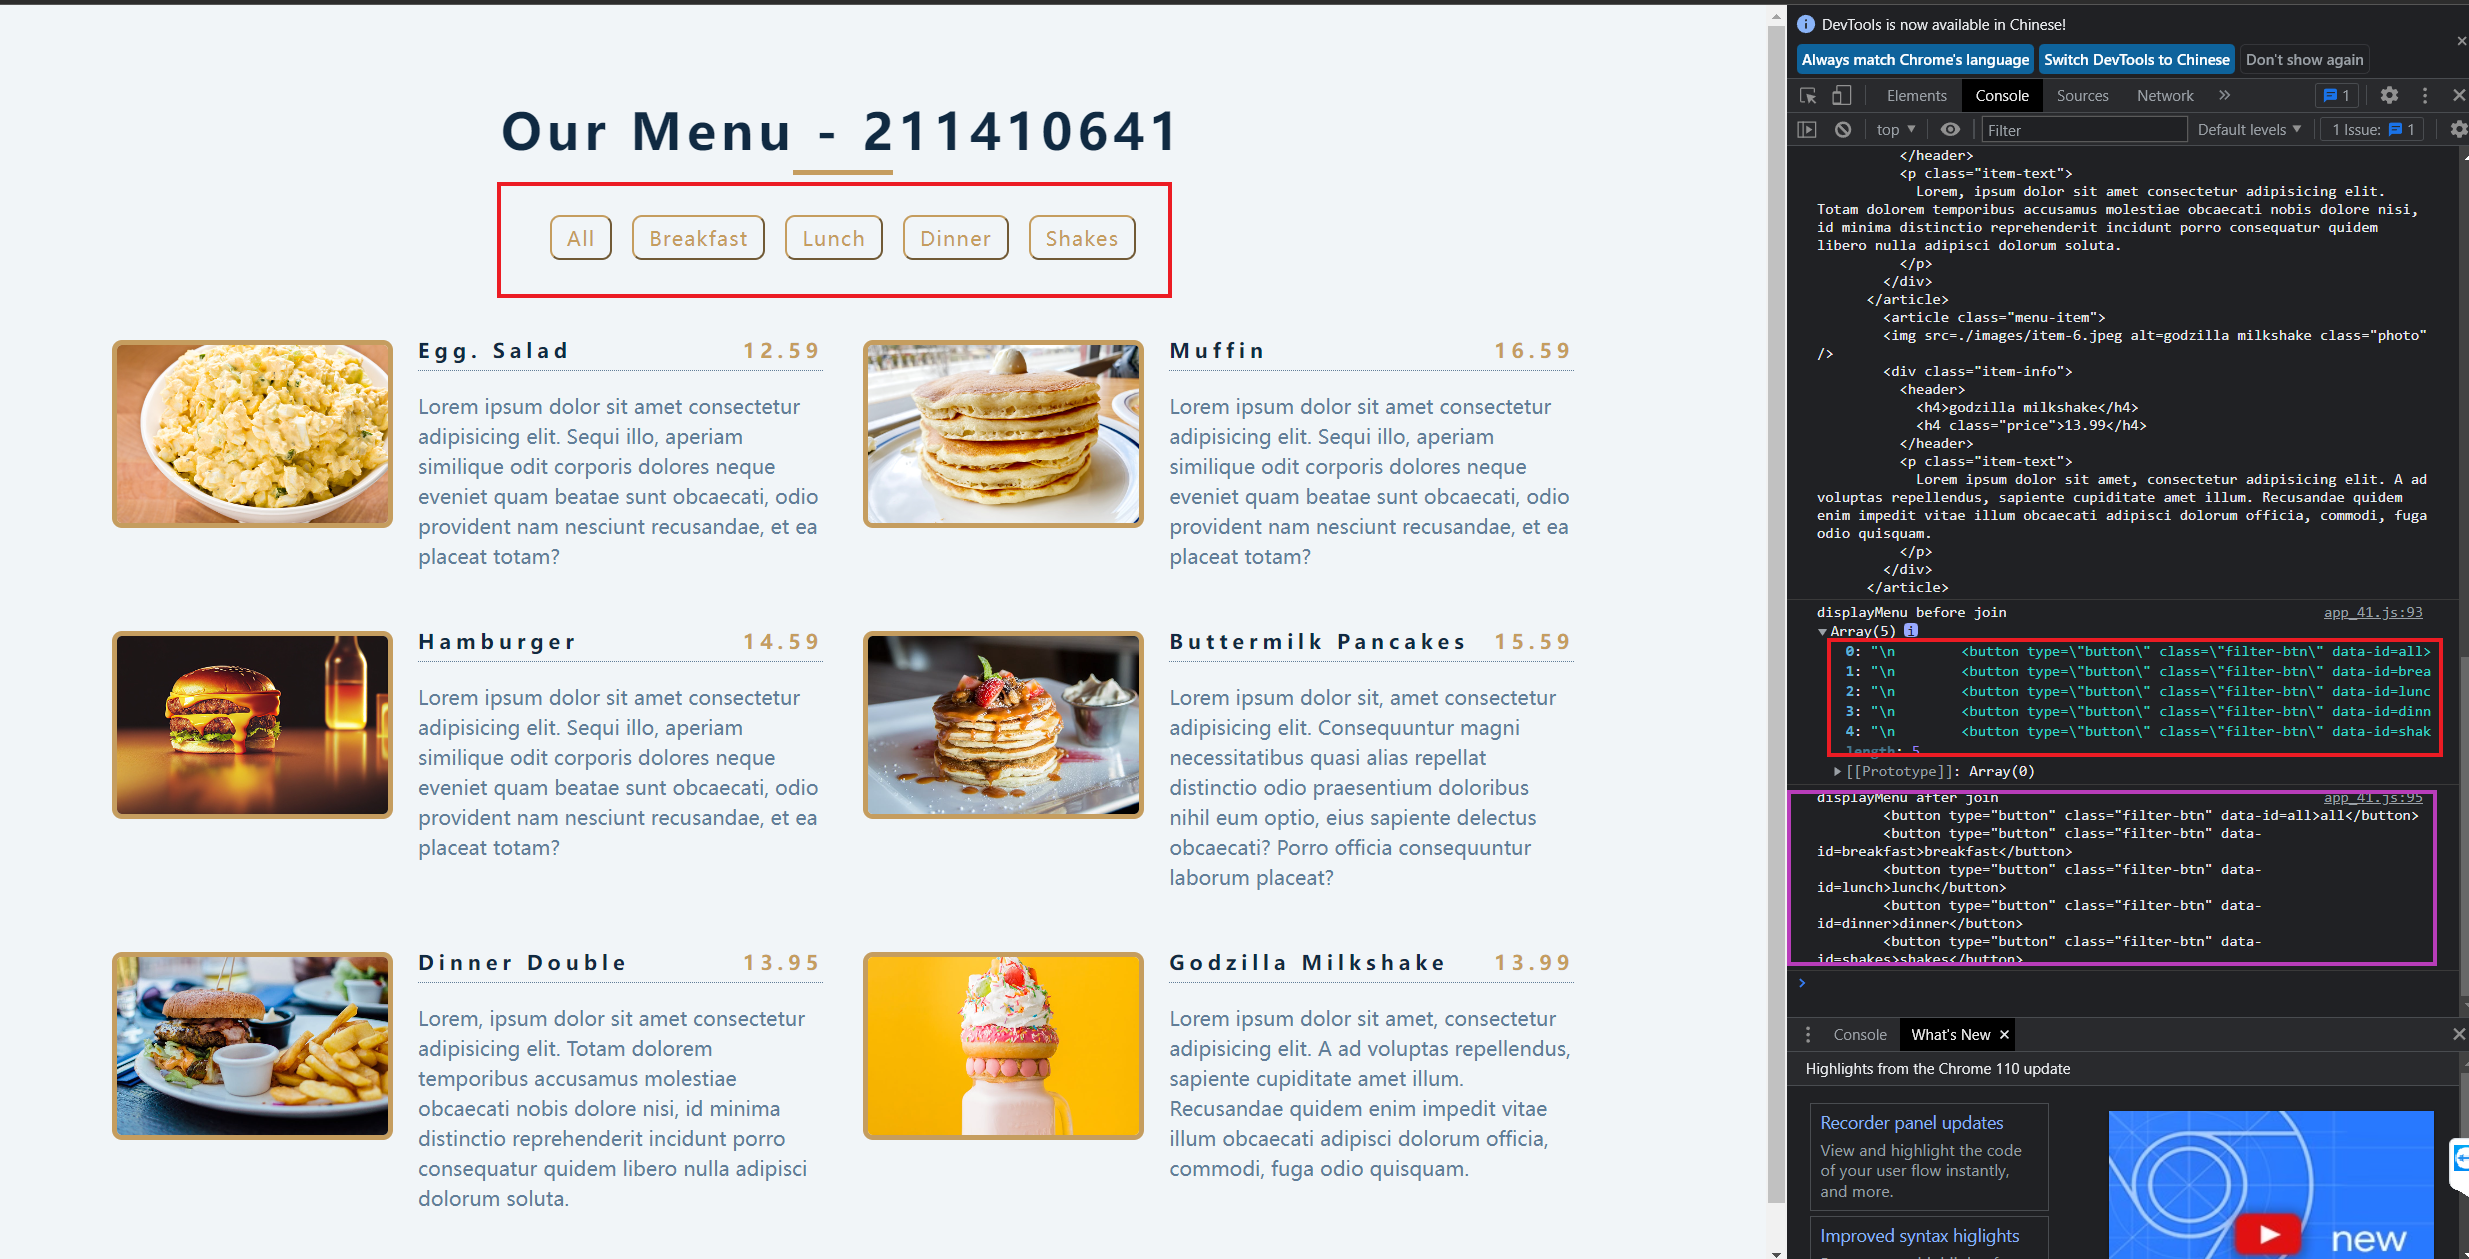 Our Menu - 211410641
All
Breakfast
Lunch
Dinner
Shakes
Egg. Salad 12.59
Lorem ipsum dolor sit amet consectetur
adipisicing elit. Sequi illo, aperiam
similique odit corporis dolores neque
eveniet quam beatae sunt obcaecati, odio
provident nam nesciunt recusandae, et ea
placeat totam?
Muffin 16.59
Lorem ipsum dolor sit amet consectetur
adipisicing elit. Sequi illo, aperiam
similique odit corporis dolores neque
eveniet quam beatae sunt obcaecati, odio
provident nam nesciunt recusandae, et ea
placeat totam?
Hamburger 14.59
Lorem ipsum dolor sit amet consectetur
adipisicing elit. Sequi illo, aperiam
similique odit corporis dolores neque
eveniet quam beatae sunt obcaecati, odio
provident nam nesciunt recusandae, et ea
placeat totam?
Buttermilk Pancakes 15.59
Lorem ipsum dolor sit, amet consectetur
adipisicing elit. Consequuntur magni
necessitatibus quasi alias repellat
distinctio odio praesentium doloribus
nihil eum optio, eius sapiente delectus
obcaecati? Porro officia consequuntur
laborum placeat?
Dinner Double 13.95
Lorem, ipsum dolor sit amet consectetur
adipisicing elit. Totam dolorem
temporibus accusamus molestiae
obcaecati nobis dolore nisi, id minima
distinctio reprehenderit incidunt porro
consequatur quidem libero nulla adipisci
dolorum soluta.
Godzilla Milkshake 13.99
Lorem ipsum dolor sit amet, consectetur
adipisicing elit. A ad voluptas repellendus,
sapiente cupiditate amet illum.
Recusandae quidem enim impedit vitae
illum obcaecati adipisci dolorum officia,
commodi, fuga odio quisquam.
DevTools is now available in Chinese!
Always match Chrome's language
Switch DevTools to Chinese
Don't show again
Elements Console Sources Network » 1
top Filter Default levels 1 Issue: 1
</header>
<p class="item-text">
Lorem, ipsum dolor sit amet consectetur adipisicing elit.
Totam dolorem temporibus accusamus molestiae obcaecati nobis dolore nisi,
id minima distinctio reprehenderit incidunt porro consequatur quidem
libero nulla adipisci dolorum soluta.
</p>
</div>
</article>
<article class="menu-item">
<img src=./images/item-6.jpeg alt=godzilla milkshake class="photo"
/>
<div class="item-info">
<header>
<h4>godzilla milkshake</h4>
<h4 class="price">13.99</h4>
</header>
<p class="item-text">
Lorem ipsum dolor sit amet, consectetur adipisicing elit. A ad
voluptas repellendus, sapiente cupiditate amet illum. Recusandae quidem
enim impedit vitae illum obcaecati adipisci dolorum officia, commodi, fuga
odio quisquam.
</p>
</div>
</article>
displayMenu before join app_41.js:93
Array(5) i
0: "\n <button type=\"button\" class=\"filter-btn\" data-id=all>
1: "\n <button type=\"button\" class=\"filter-btn\" data-id=brea
2: "\n <button type=\"button\" class=\"filter-btn\" data-id=lunc
3: "\n <button type=\"button\" class=\"filter-btn\" data-id=dinn
4: "\n <button type=\"button\" class=\"filter-btn\" data-id=shak
length: 5
[[Prototype]]: Array(0)
displayMenu after join app_41.js:95
<button type="button" class="filter-btn" data-id=all>all</button>
<button type="button" class="filter-btn" data-
id=breakfast>breakfast</button>
<button type="button" class="filter-btn" data-
id=lunch>lunch</button>
<button type="button" class="filter-btn" data-
id=dinner>dinner</button>
<button type="button" class="filter-btn" data-
id=shakes>shakes</button>
Console What's New
Highlights from the Chrome 110 update
Recorder panel updates
View and highlight the code
of your user flow instantly,
and more.
Improved syntax higlights
new